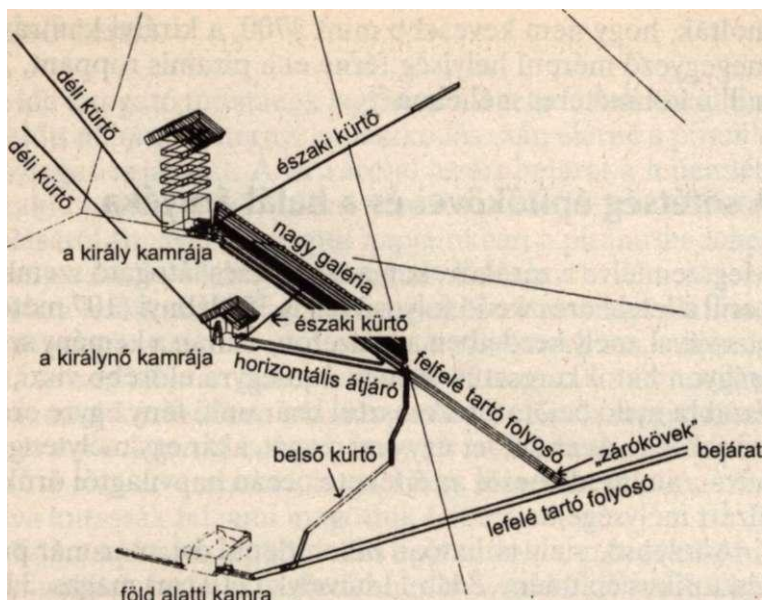 déli kürtő
déli kürtő
északi kürtő
a király kamrája
nagy galéria
északi kürtő
a királynő kamrája
horizontális átjáró
felfelé tartó folyosó
„zárókövek”
bejárat
belső kürtő
lefelé tartó folyosó
föld alatti kamra